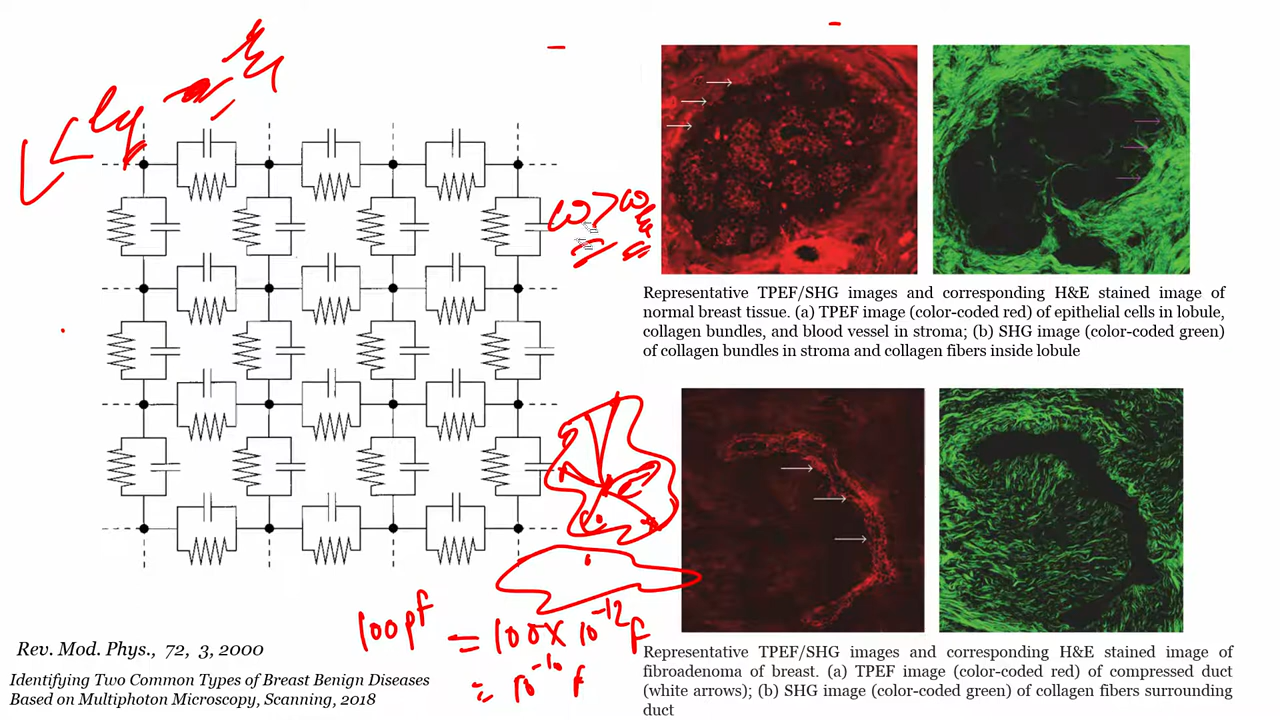 ω > ω
Representative TPEF/SHG images and corresponding H&E stained image of
normal breast tissue. (a) TPEF image (color-coded red) of epithelial cells in lobule,
collagen bundles, and blood vessel in stroma; (b) SHG image (color-coded green)
of collagen bundles in stroma and collagen fibers inside lobule
100pf = 100 × 10⁻¹² f
= 10⁻¹⁰ f
Rev. Mod. Phys., 72, 3, 2000
Identifying Two Common Types of Breast Benign Diseases
Based on Multiphoton Microscopy, Scanning, 2018
Representative TPEF/SHG images and corresponding H&E stained image of
fibroadenoma of breast. (a) TPEF image (color-coded red) of compressed duct
(white arrows); (b) SHG image (color-coded green) of collagen fibers surrounding
duct